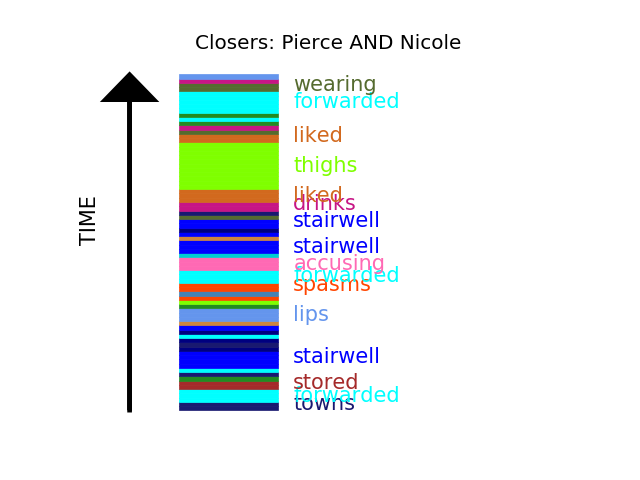 Closers: Pierce AND Nicole
TIME
wearing
forwarded
liked
thighs
liked
drinks
stairwell
stairwell
accusing
forwarded
spasms
lips
stairwell
stored
forwarded
towns